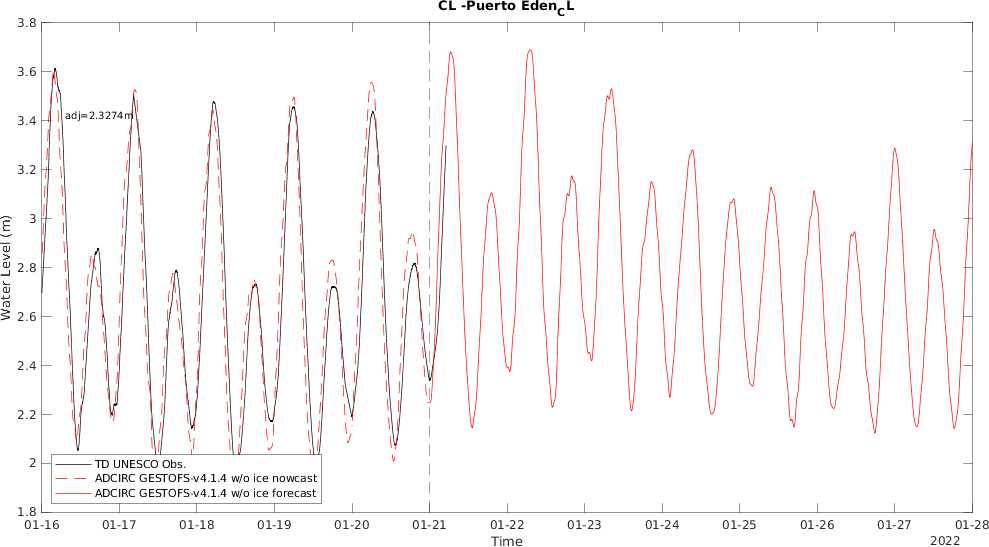 CL -Puerto Eden_CL
3.8
3.6
3.4
3.2
3
2.8
2.6
2.4
2.2
2
1.8
Water Level (m)
adj=2.3274m
TD UNESCO Obs.
ADCIRC GESTOFS-v4.1.4 w/o ice nowcast
ADCIRC GESTOFS-v4.1.4 w/o ice forecast
01-16 01-17 01-18 01-19 01-20 01-21 01-22 01-23 01-24 01-25 01-26 01-27 01-28
Time
2022